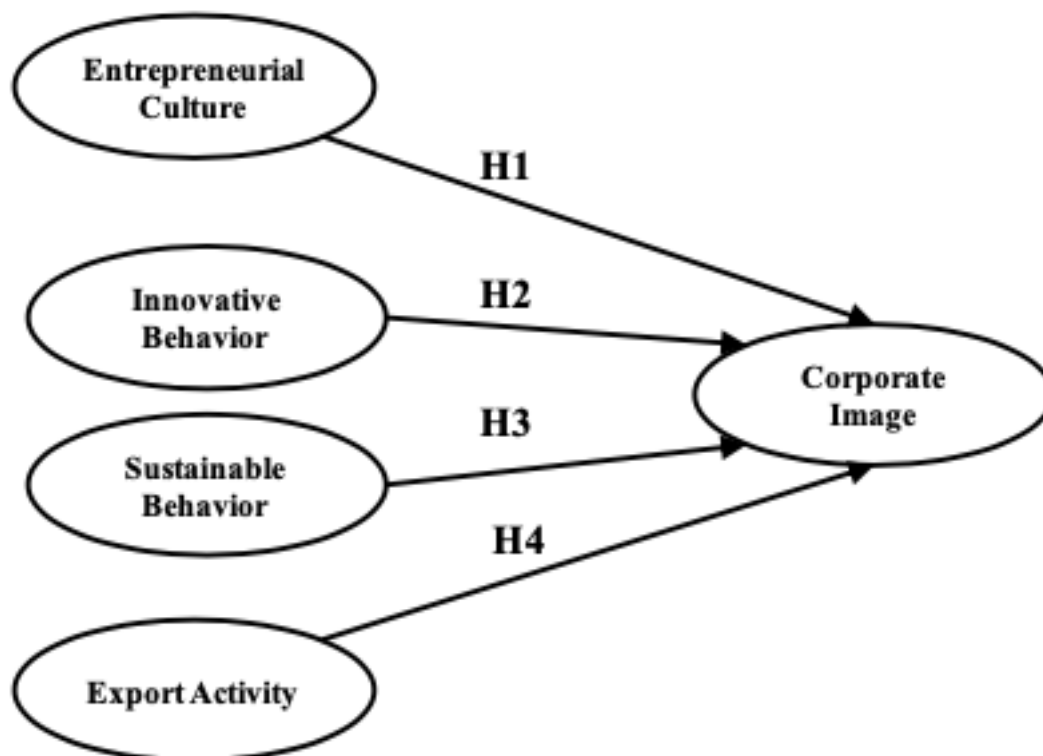 Entrepreneurial
Culture
H1
Innovative
Behavior
H2
Corporate
Image
Sustainable
Behavior
H3
H4
Export Activity